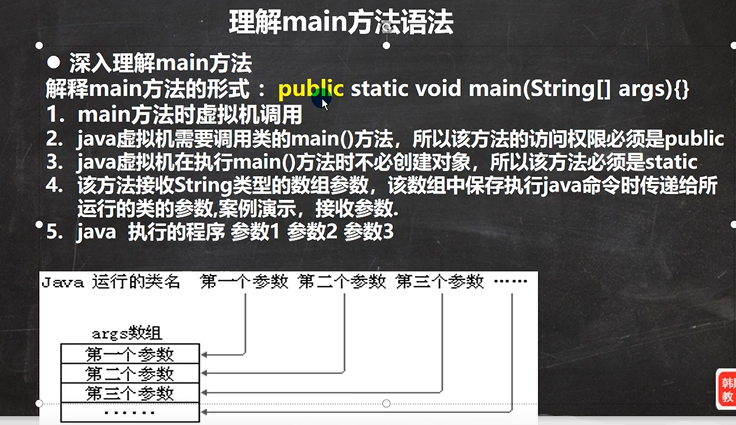 理解main方法语法
● 深入理解main方法
解释main方法的形式 ：public static void main(String[] args){}
1. main方法时虚拟机调用
2. java虚拟机需要调用类的main()方法，所以该方法的访问权限必须是public
3. java虚拟机在执行main()方法时不必创建对象，所以该方法必须是static
4. 该方法接收String类型的数组参数，该数组中保存执行java命令时传递给所
运行的类的参数,案例演示，接收参数.
5. java 执行的程序 参数1 参数2 参数3
Java 运行的类名 第一个参数 第二个参数 第三个参数 ……
args数组
第一个参数
第二个参数
第三个参数
……
教